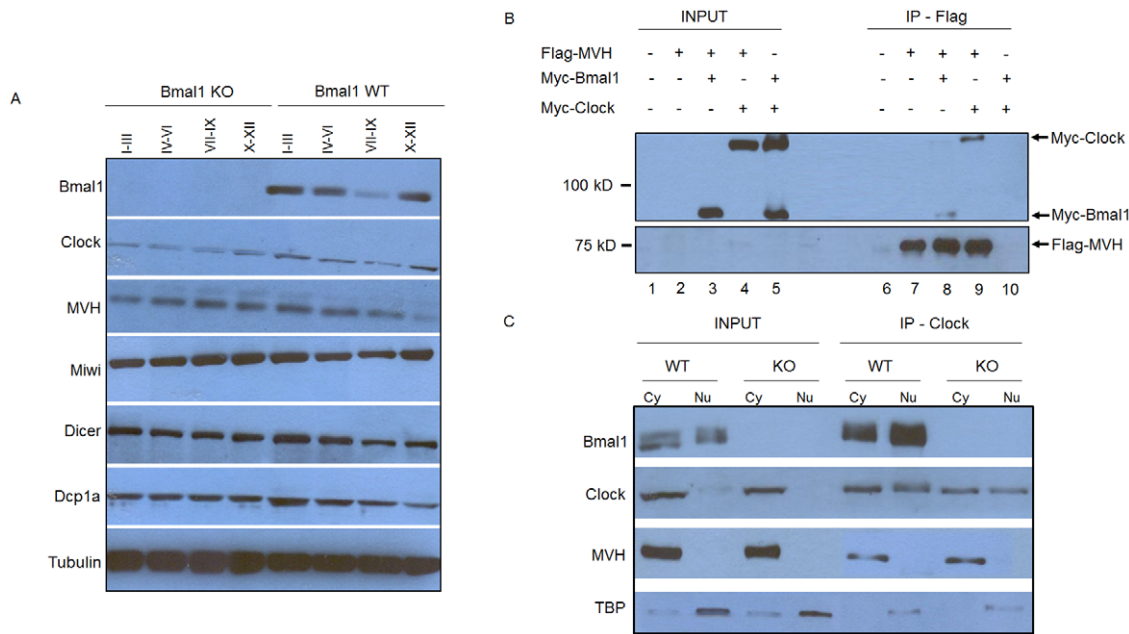 A
Bmal1 KO Bmal1 WT
I-III IV-VI VII-IX X-XII I-III IV-VI VII-IX X-XII
Bmal1
Clock
MVH
Miwi
Dicer
Dcp1a
Tubulin
B
INPUT IP - Flag
Flag-MVH - + + + - - + + + -
Myc-Bmal1 - - + - + - - + - +
Myc-Clock - - - + + - - - + +
Myc-Clock
100 kD
Myc-Bmal1
75 kD
Flag-MVH
1 2 3 4 5 6 7 8 9 10
C
INPUT IP - Clock
WT KO WT KO
Cy Nu Cy Nu Cy Nu Cy Nu
Bmal1
Clock
MVH
TBP